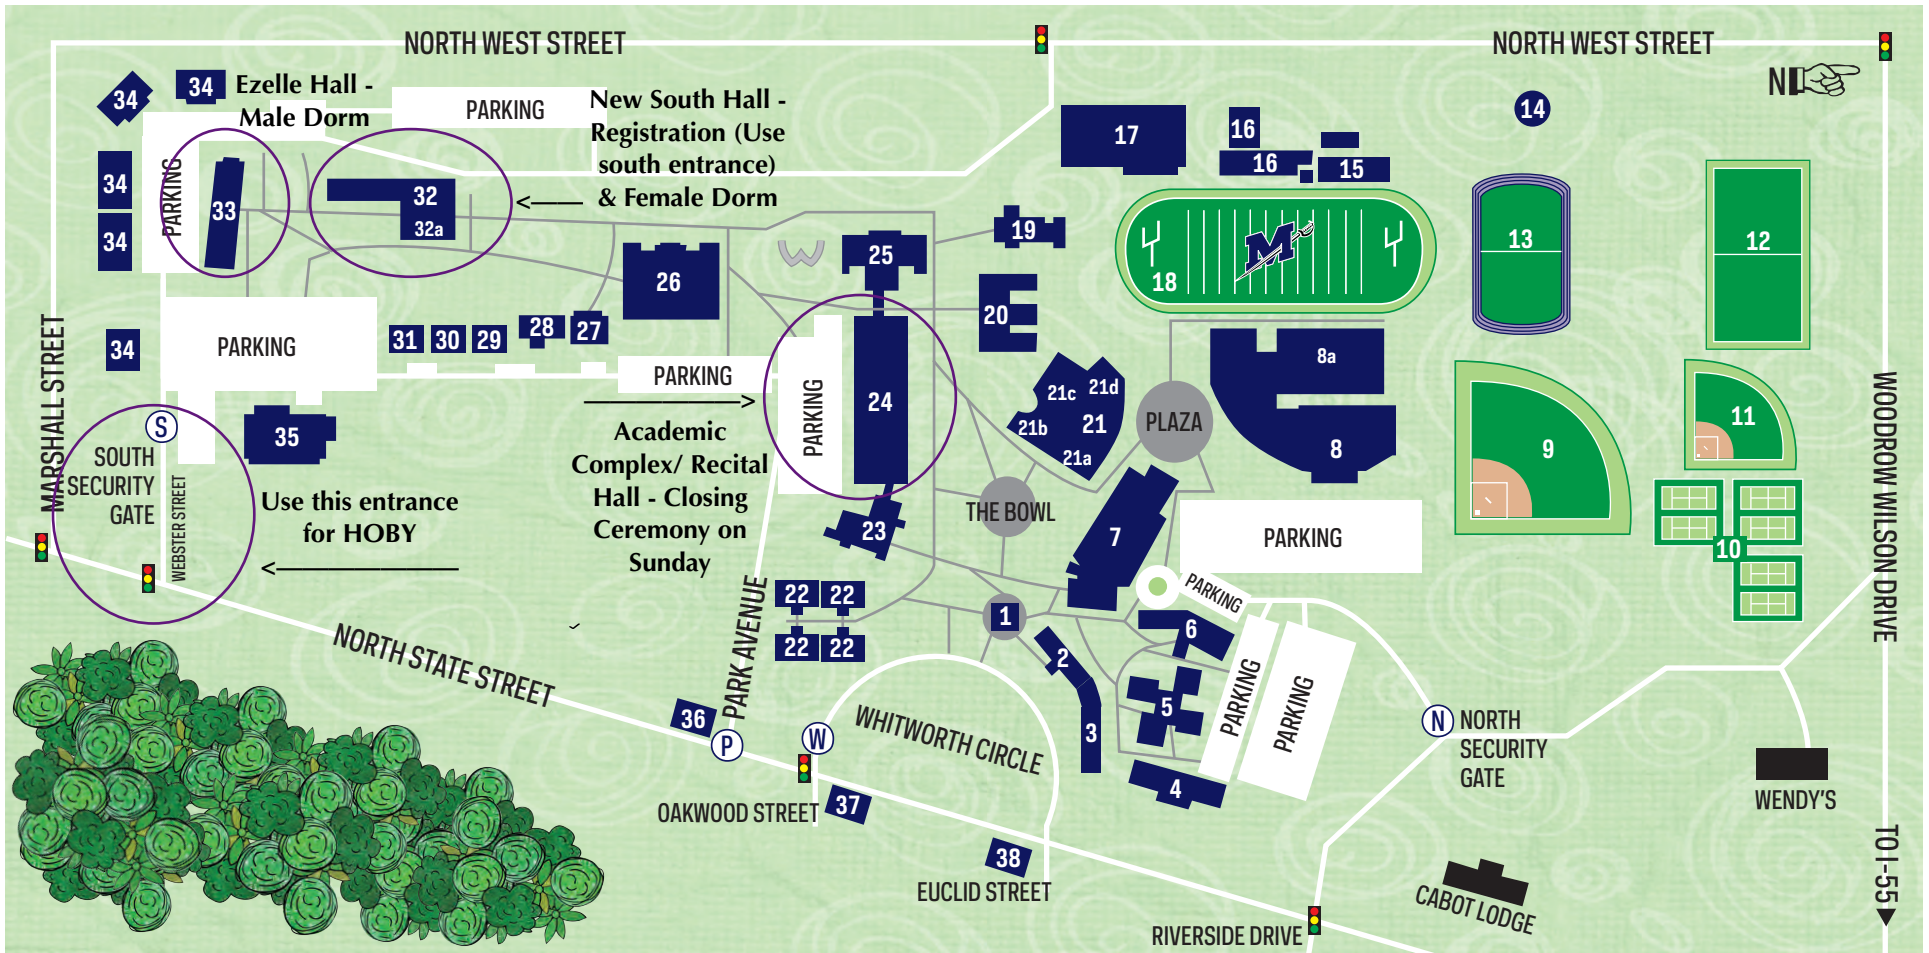 NORTH WEST STREET
NORTH WEST STREET
N
34
34
Ezelle Hall -
Male Dorm
PARKING
New South Hall -
Registration (Use
south entrance)
& Female Dorm
<——
14
17
16
16
15
34
PARKING
33
32
32a
34
19
25
26
18
M
13
12
20
31
30
29
28
27
34
PARKING
PARKING
MARSHALL STREET
8a
21c
21d
21b
21
21a
PLAZA
8
9
11
WOODROW WILSON DRIVE
24
PARKING
——————>
Academic
Complex/ Recital
Hall - Closing
Ceremony on
Sunday
S
SOUTH
SECURITY
GATE
35
WEBSTER STREET
Use this entrance
for HOBY
<——————
THE BOWL
23
7
PARKING
10
PARKING
22
22
22
22
1
6
2
5
3
4
PARKING
PARKING
NORTH STATE STREET
PARK AVENUE
36
P
W
WHITWORTH CIRCLE
N
NORTH
SECURITY
GATE
WENDY'S
OAKWOOD STREET
37
38
EUCLID STREET
CABOT LODGE
TO I-55
RIVERSIDE DRIVE